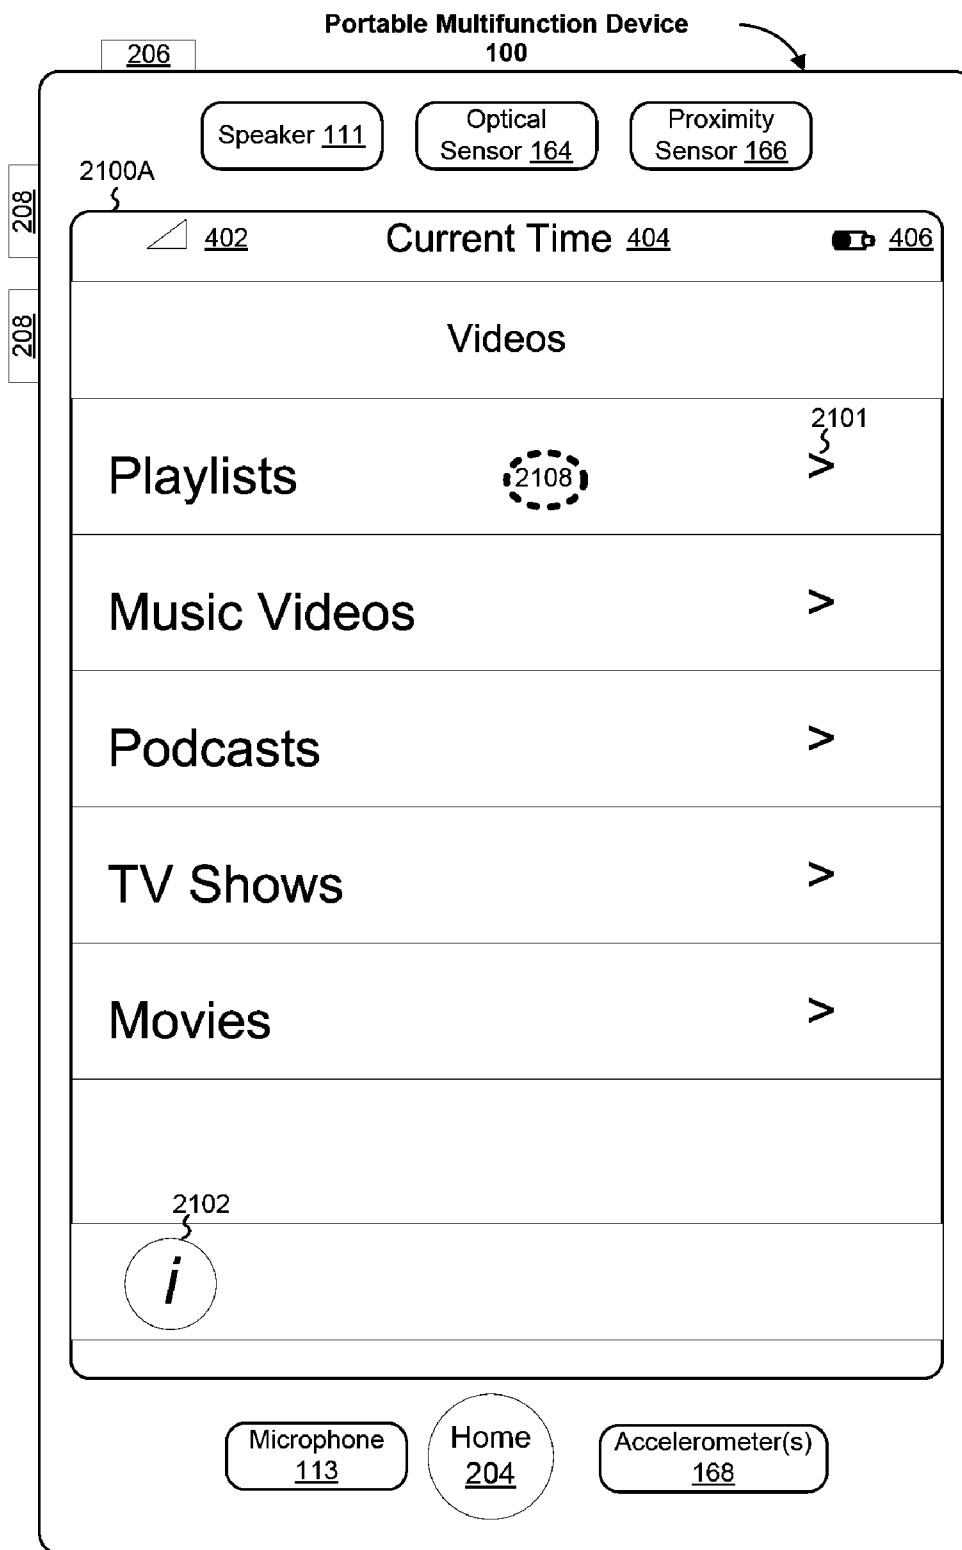 Portable Multifunction Device
100
206
Speaker 111
Optical
Sensor 164
Proximity
Sensor 166
2100A
208
208
402
Current Time 404
406
Videos
2101
Playlists
2108
>
Music Videos >
Podcasts >
TV Shows >
Movies >
2102
i
Microphone
113
Home
204
Accelerometer(s)
168